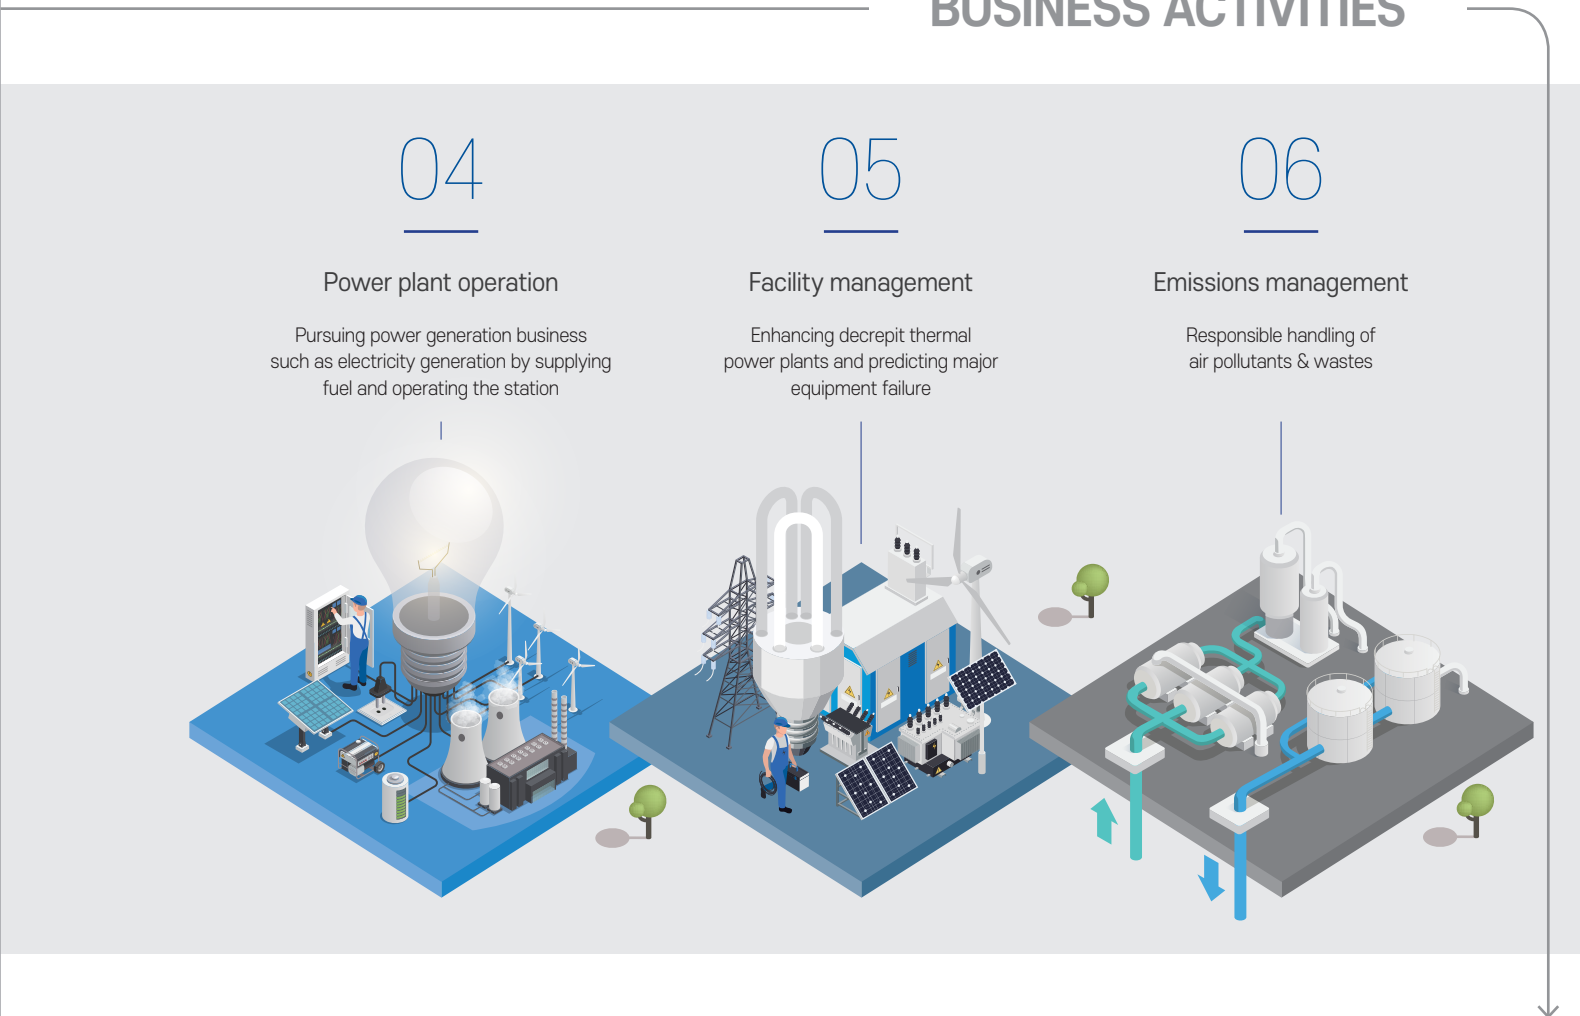 BUSINESS ACTIVITIES
04
Power plant operation
Pursuing power generation business
such as electricity generation by supplying
fuel and operating the station
05
Facility management
Enhancing decrepit thermal
power plants and predicting major
equipment failure
06
Emissions management
Responsible handling of
air pollutants & wastes